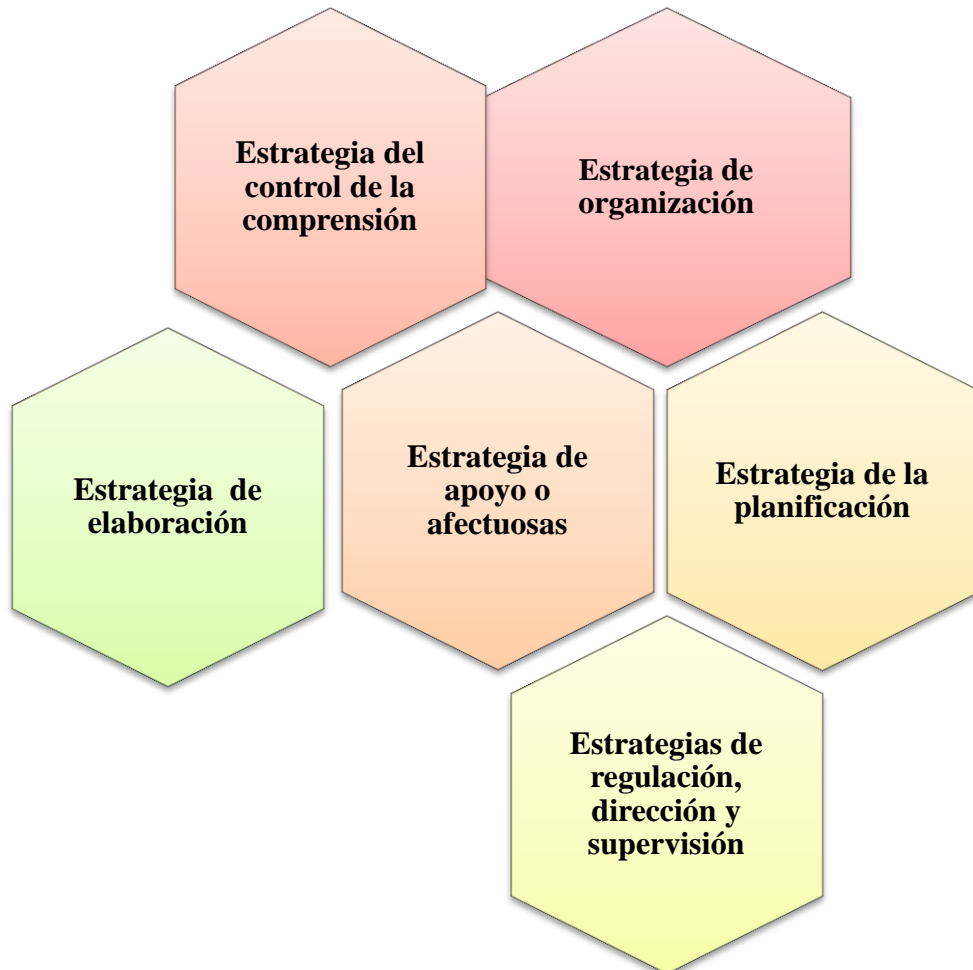 Estrategia del
control de la
comprensión
Estrategia de
organización
Estrategia  de
elaboración
Estrategia de
apoyo o
afectuosas
Estrategia de la
planificación
Estrategias de
regulación,
dirección y
supervisión